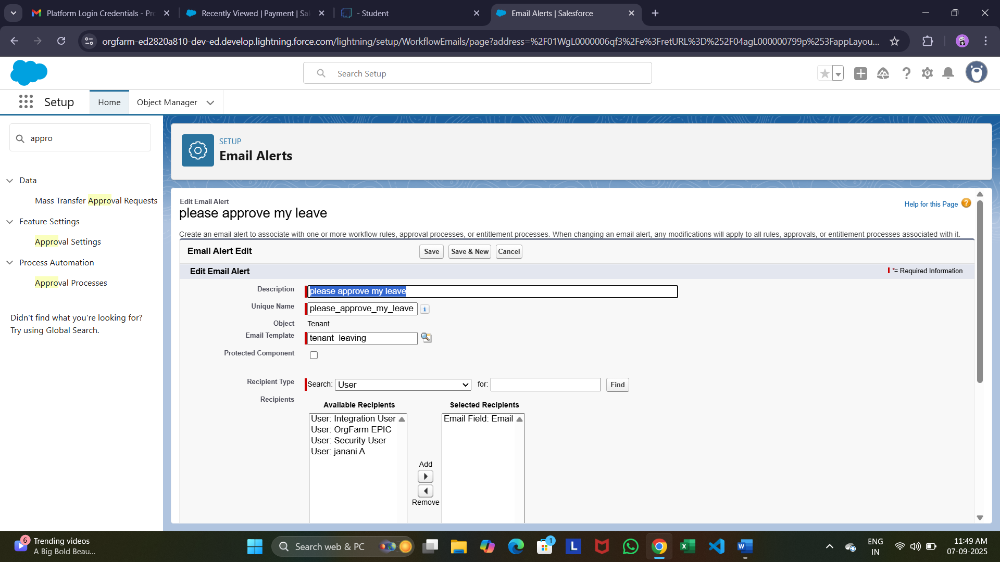 Platform Login Credentials - Pro
Recently Viewed | Payment | Sal
- Student
Email Alerts | Salesforce
orgfarm-ed2820a810-dev-ed.develop.lightning.force.com/lightning/setup/WorkflowEmails/page?address=%2F01WgL0000006qf3%2Fe%3FretURL%3D%252F04agL000000799p%253FappLayou...
Search Setup
Setup
Home
Object Manager
appro
Data
Mass Transfer Approval Requests
Feature Settings
Approval Settings
Process Automation
Approval Processes
Didn't find what you're looking for?
Try using Global Search.
SETUP
Email Alerts
Edit Email Alert
please approve my leave
Help for this Page ?
Create an email alert to associate with one or more workflow rules, approval processes, or entitlement processes. When changing an email alert, any modifications will apply to all rules, approvals, or entitlement processes associated with it.
Email Alert Edit
Save
Save & New
Cancel
Edit Email Alert
*= Required Information
Description
please approve my leave
Unique Name
please_approve_my_leave
i
Object
Tenant
Email Template
tenant leaving
Protected Component
Recipient Type
Search: User for:
Find
Recipients
Available Recipients
Selected Recipients
User: Integration User
User: OrgFarm EPIC
User: Security User
User: janani A
Email Field: Email
Add
Remove
6
Trending videos
A Big Bold Beau...
Search web & PC
1
L
ENG
IN
11:49 AM
07-09-2025